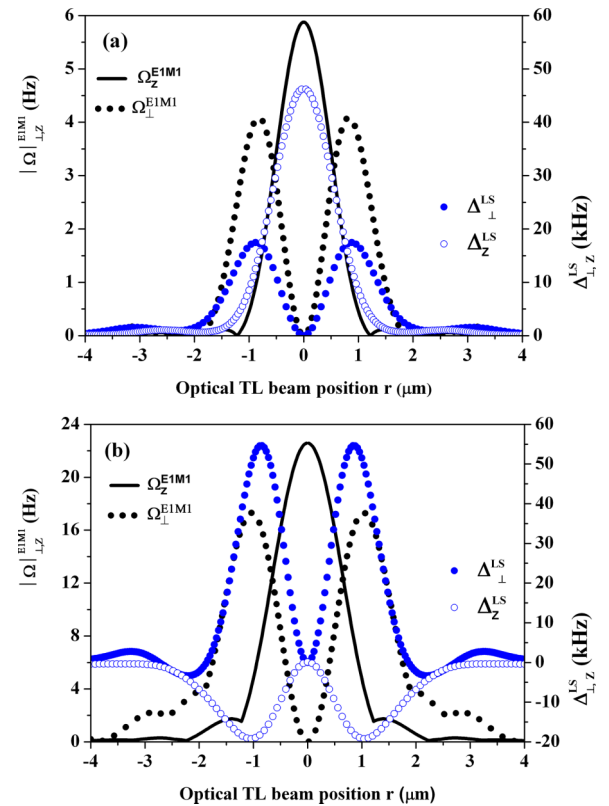 (a)
Ω_Z^E1M1
Ω_⊥^E1M1
Δ_⊥^LS
Δ_Z^LS
|Ω|_⊥,Z^E1M1 (Hz)
Δ_⊥,Z^LS (kHz)
6
5
4
3
2
1
0
60
50
40
30
20
10
0
-4 -3 -2 -1 0 1 2 3 4
Optical TL beam position r (μm)
(b)
Ω_Z^E1M1
Ω_⊥^E1M1
Δ_⊥^LS
Δ_Z^LS
|Ω|_⊥,Z^E1M1 (Hz)
Δ_⊥,Z^LS (kHz)
24
20
16
12
8
4
0
60
50
40
30
20
10
0
-10
-20
-4 -3 -2 -1 0 1 2 3 4
Optical TL beam position r (μm)